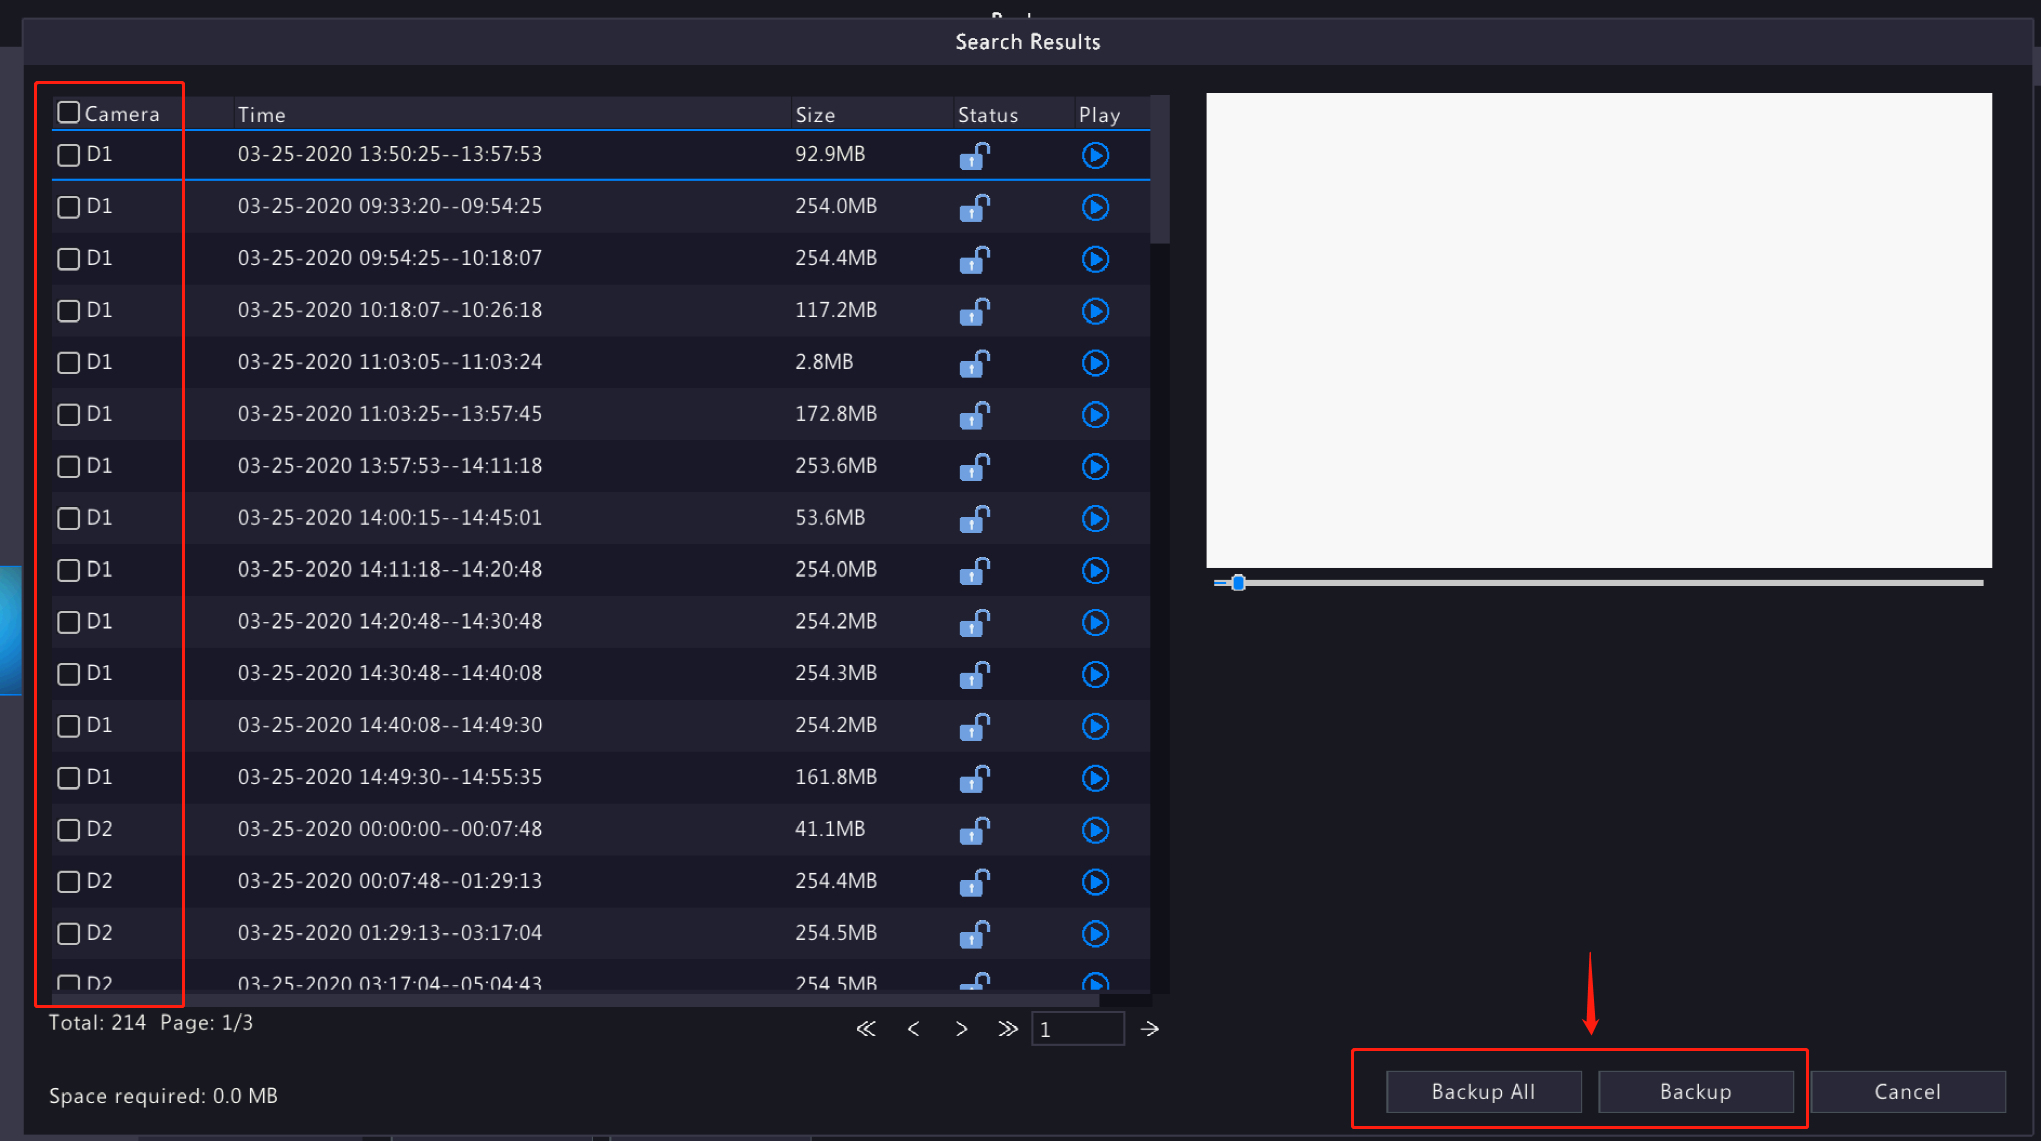 Search Results
Camera Time Size Status Play
D1 03-25-2020 13:50:25--13:57:53 92.9MB
D1 03-25-2020 09:33:20--09:54:25 254.0MB
D1 03-25-2020 09:54:25--10:18:07 254.4MB
D1 03-25-2020 10:18:07--10:26:18 117.2MB
D1 03-25-2020 11:03:05--11:03:24 2.8MB
D1 03-25-2020 11:03:25--13:57:45 172.8MB
D1 03-25-2020 13:57:53--14:11:18 253.6MB
D1 03-25-2020 14:00:15--14:45:01 53.6MB
D1 03-25-2020 14:11:18--14:20:48 254.0MB
D1 03-25-2020 14:20:48--14:30:48 254.2MB
D1 03-25-2020 14:30:48--14:40:08 254.3MB
D1 03-25-2020 14:40:08--14:49:30 254.2MB
D1 03-25-2020 14:49:30--14:55:35 161.8MB
D2 03-25-2020 00:00:00--00:07:48 41.1MB
D2 03-25-2020 00:07:48--01:29:13 254.4MB
D2 03-25-2020 01:29:13--03:17:04 254.5MB
D2 03-25-2020 03:17:04--05:04:43 254.5MB
Total: 214 Page: 1/3
1
Space required: 0.0 MB
Backup All Backup Cancel